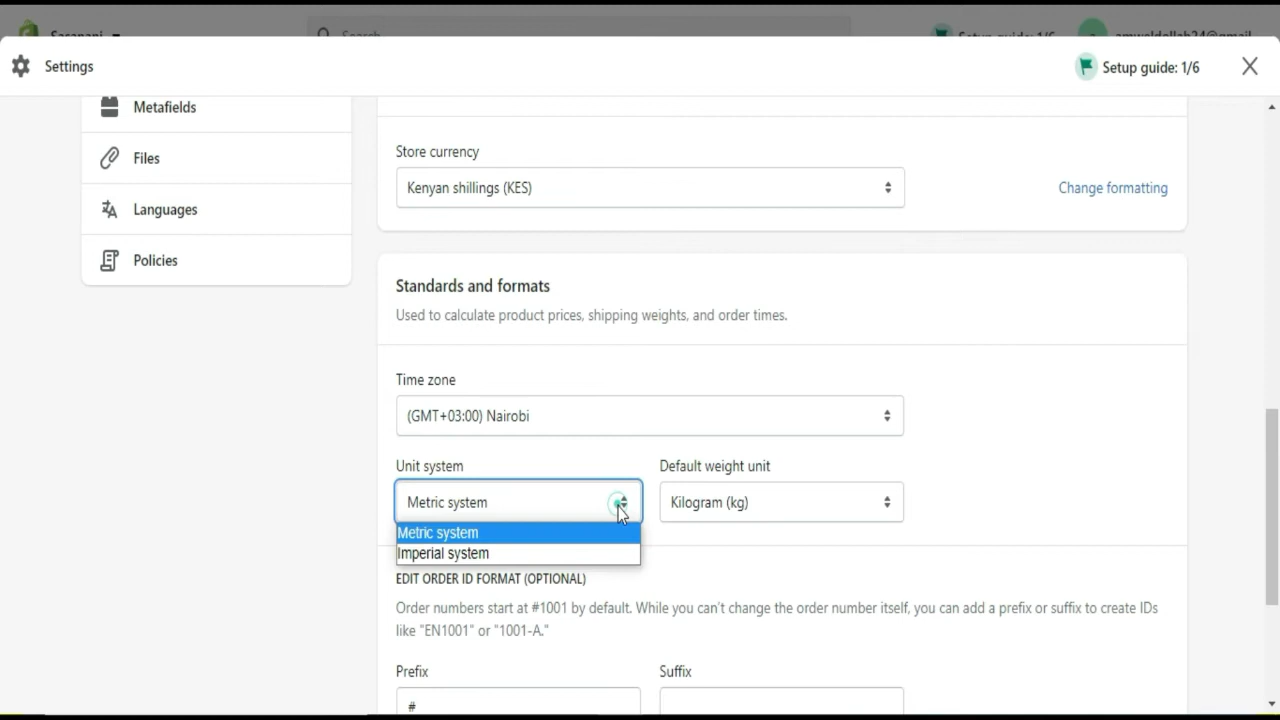 Settings
Setup guide: 1/6
Metafields
Files
Languages
Policies
Store currency
Kenyan shillings (KES)
Change formatting
Standards and formats
Used to calculate product prices, shipping weights, and order times.
Time zone
(GMT+03:00) Nairobi
Unit system
Default weight unit
Metric system
Kilogram (kg)
Metric system
Imperial system
EDIT ORDER ID FORMAT (OPTIONAL)
Order numbers start at #1001 by default. While you can't change the order number itself, you can add a prefix or suffix to create IDs
like "EN1001" or "1001-A."
Prefix
Suffix
#